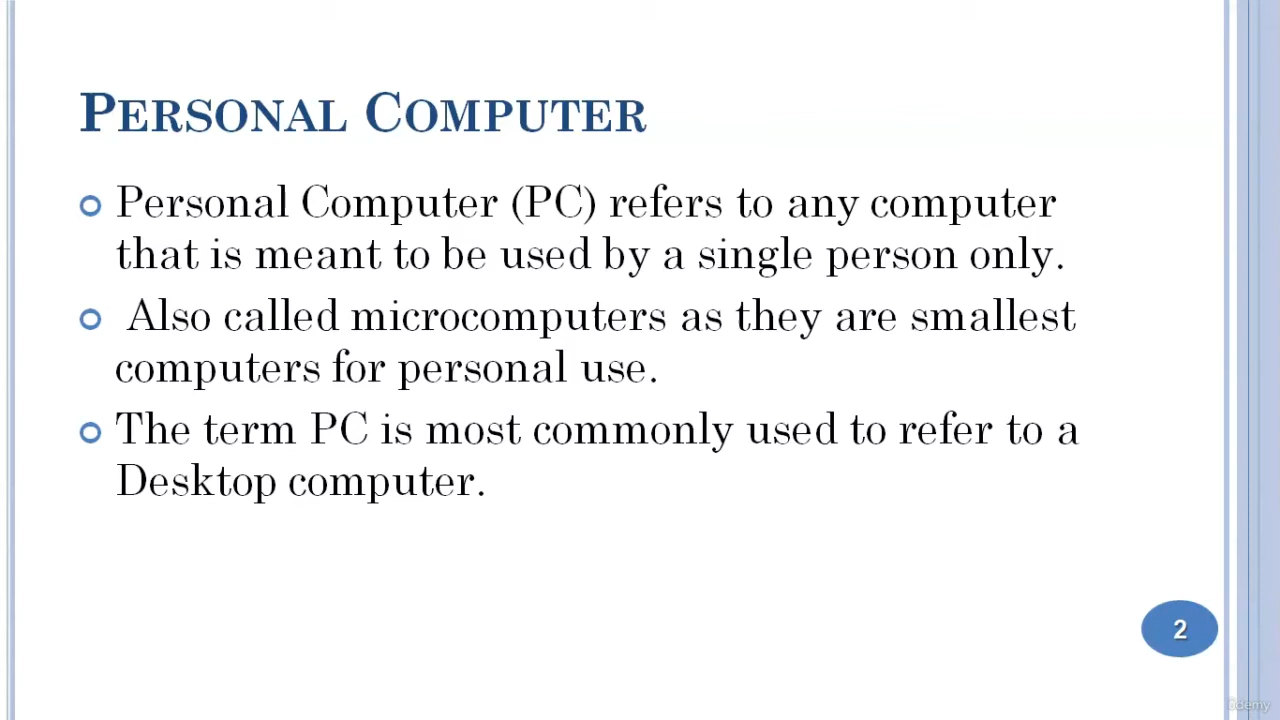 PERSONAL COMPUTER
Personal Computer (PC) refers to any computer
that is meant to be used by a single person only.
Also called microcomputers as they are smallest
computers for personal use.
The term PC is most commonly used to refer to a
Desktop computer.
2
ûdemy